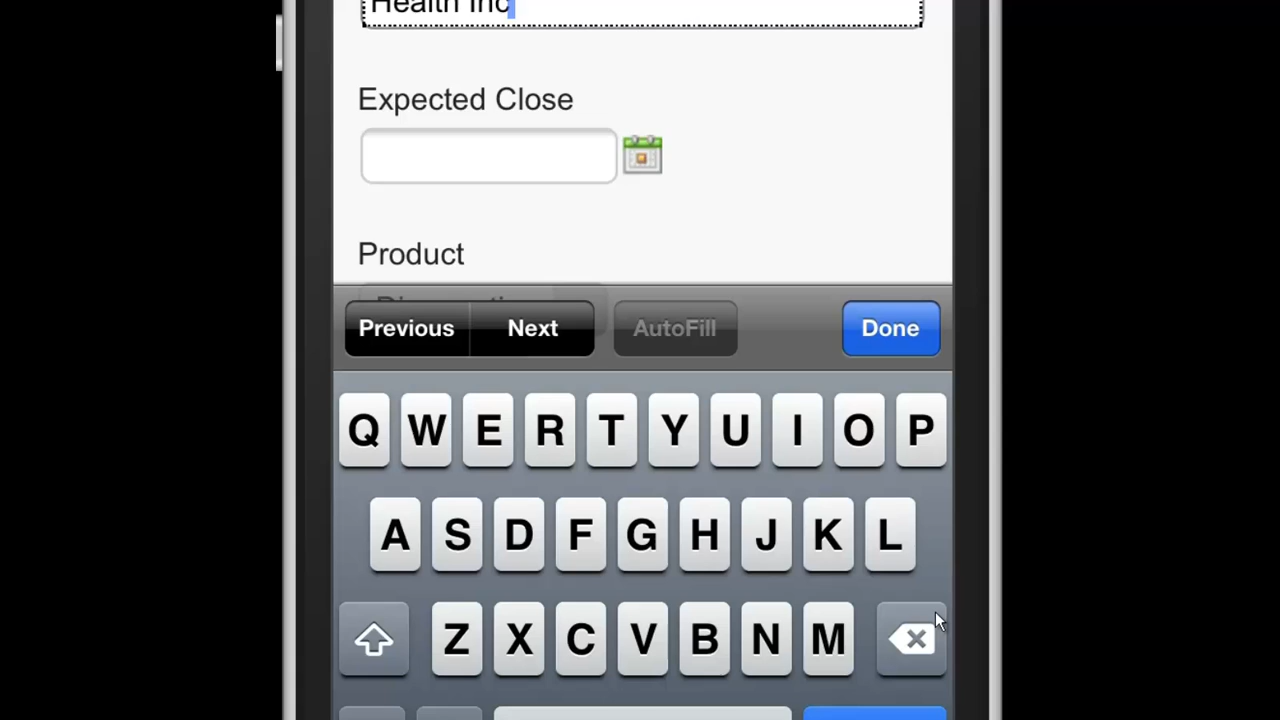 Health Inc
Expected Close
Product
Previous Next AutoFill Done
Q W E R T Y U I O P
A S D F G H J K L
Z X C V B N M